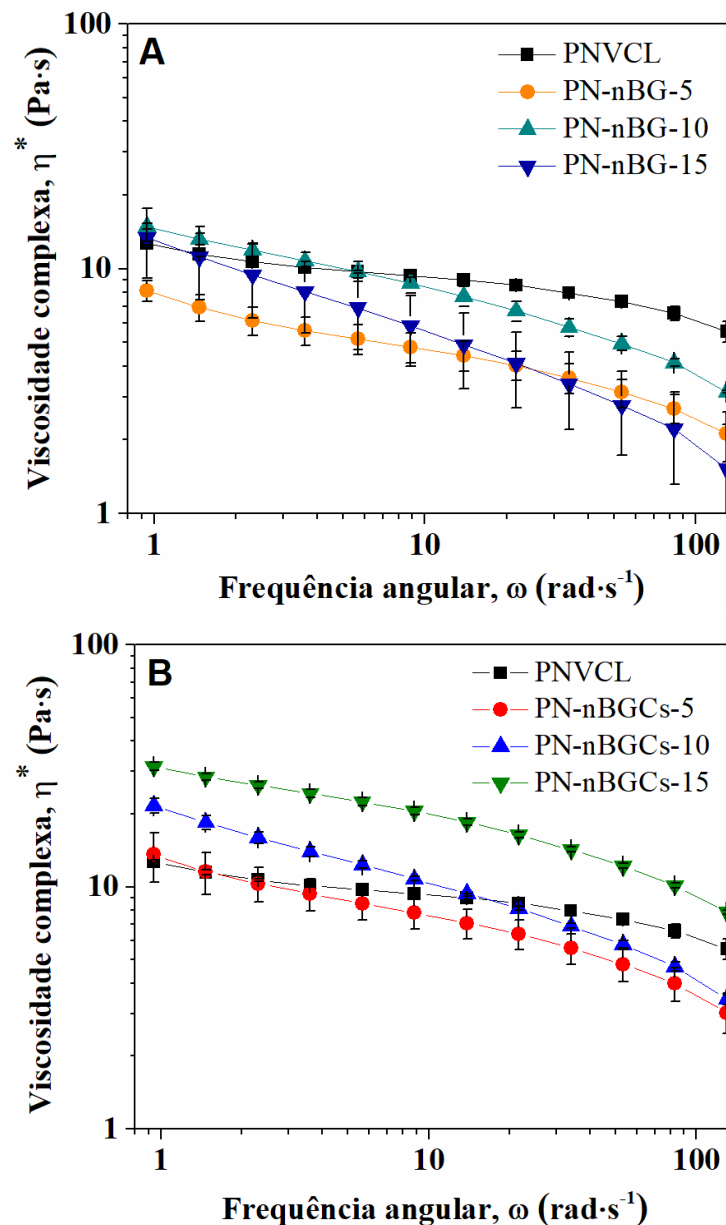 100
A
PNVCL
PN-nBG-5
PN-nBG-10
PN-nBG-15
Viscosidade complexa, η* (Pa·s)
10
1
1
10
100
Frequência angular, ω (rad·s⁻¹)
100
B
PNVCL
PN-nBGCs-5
PN-nBGCs-10
PN-nBGCs-15
Viscosidade complexa, η* (Pa·s)
10
1
1
10
100
Frequência angular, ω (rad·s⁻¹)